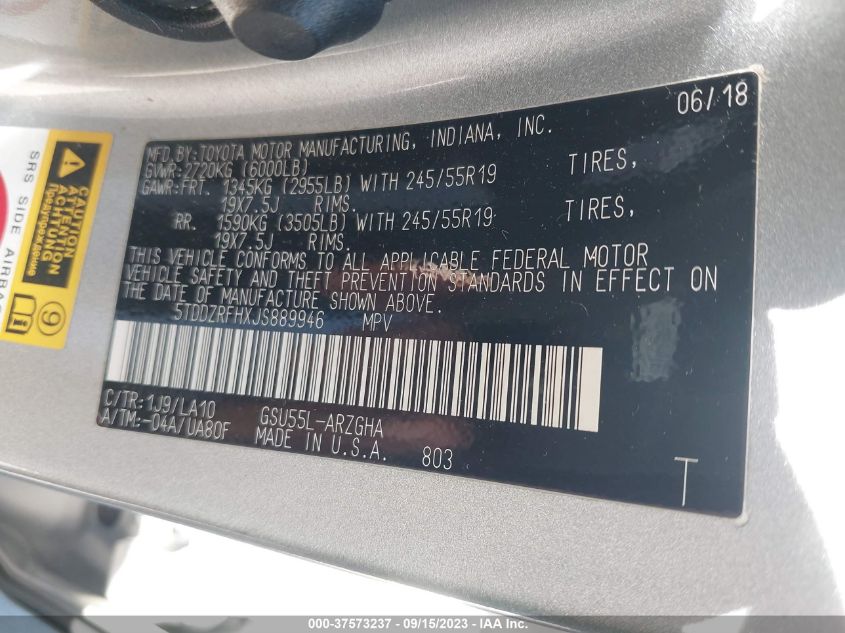 06/18
MFD.BY:TOYOTA MOTOR MANUFACTURING, INDIANA, INC.
GVWR:2720KG (6000LB)
GAWR:FRT. 1345KG (2955LB) WITH 245/55R19 TIRES,
19X7.5J RIMS.
RR. 1590KG (3505LB) WITH 245/55R19 TIRES,
19X7.5J RIMS.
THIS VEHICLE CONFORMS TO ALL APPLICABLE FEDERAL MOTOR
VEHICLE SAFETY AND THEFT PREVENTION STANDARDS IN EFFECT ON
THE DATE OF MANUFACTURE SHOWN ABOVE.
5TDDZRFHXJS889946 MPV
C/TR:1J9/LA10 GSU55L-ARZGHA
A/TM:-04A/UA80F MADE IN U.S.A. 803
T
SRS SIDE AIRBAG
CAUTION
ATTENTION
ACHTUNG
Предупреждение
9
000-37573237 - 09/15/2023 - IAA Inc.